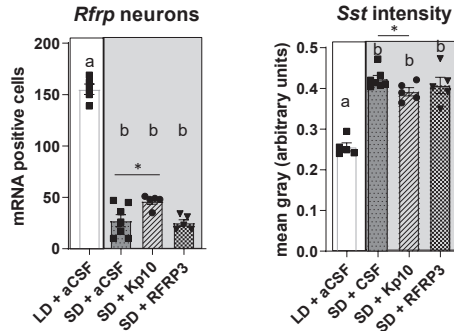 Rfrp neurons
mRNA positive cells
200
150
100
50
0
a
b
b
b
*
LD + aCSF
SD + aCSF
SD + Kp10
SD + RFRP3
Sst intensity
mean gray (arbitrary units)
0.5
0.4
0.3
0.2
0.1
0.0
a
*
b
b
b
LD + aCSF
SD + CSF
SD + Kp10
SD + RFRP3